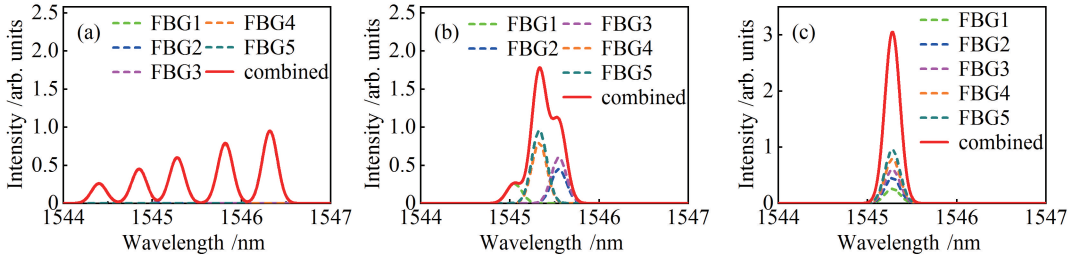 (a)
Intensity /arb. units
2.5
2.0
1.5
1.0
0.5
0
1544
1545
1546
1547
Wavelength /nm
FBG1
FBG2
FBG3
FBG4
FBG5
combined
(b)
Intensity /arb. units
2.5
2.0
1.5
1.0
0.5
0
1544
1545
1546
1547
Wavelength /nm
FBG1
FBG2
FBG3
FBG4
FBG5
combined
(c)
Intensity /arb. units
3
2
1
0
1544
1545
1546
1547
Wavelength /nm
FBG1
FBG2
FBG3
FBG4
FBG5
combined